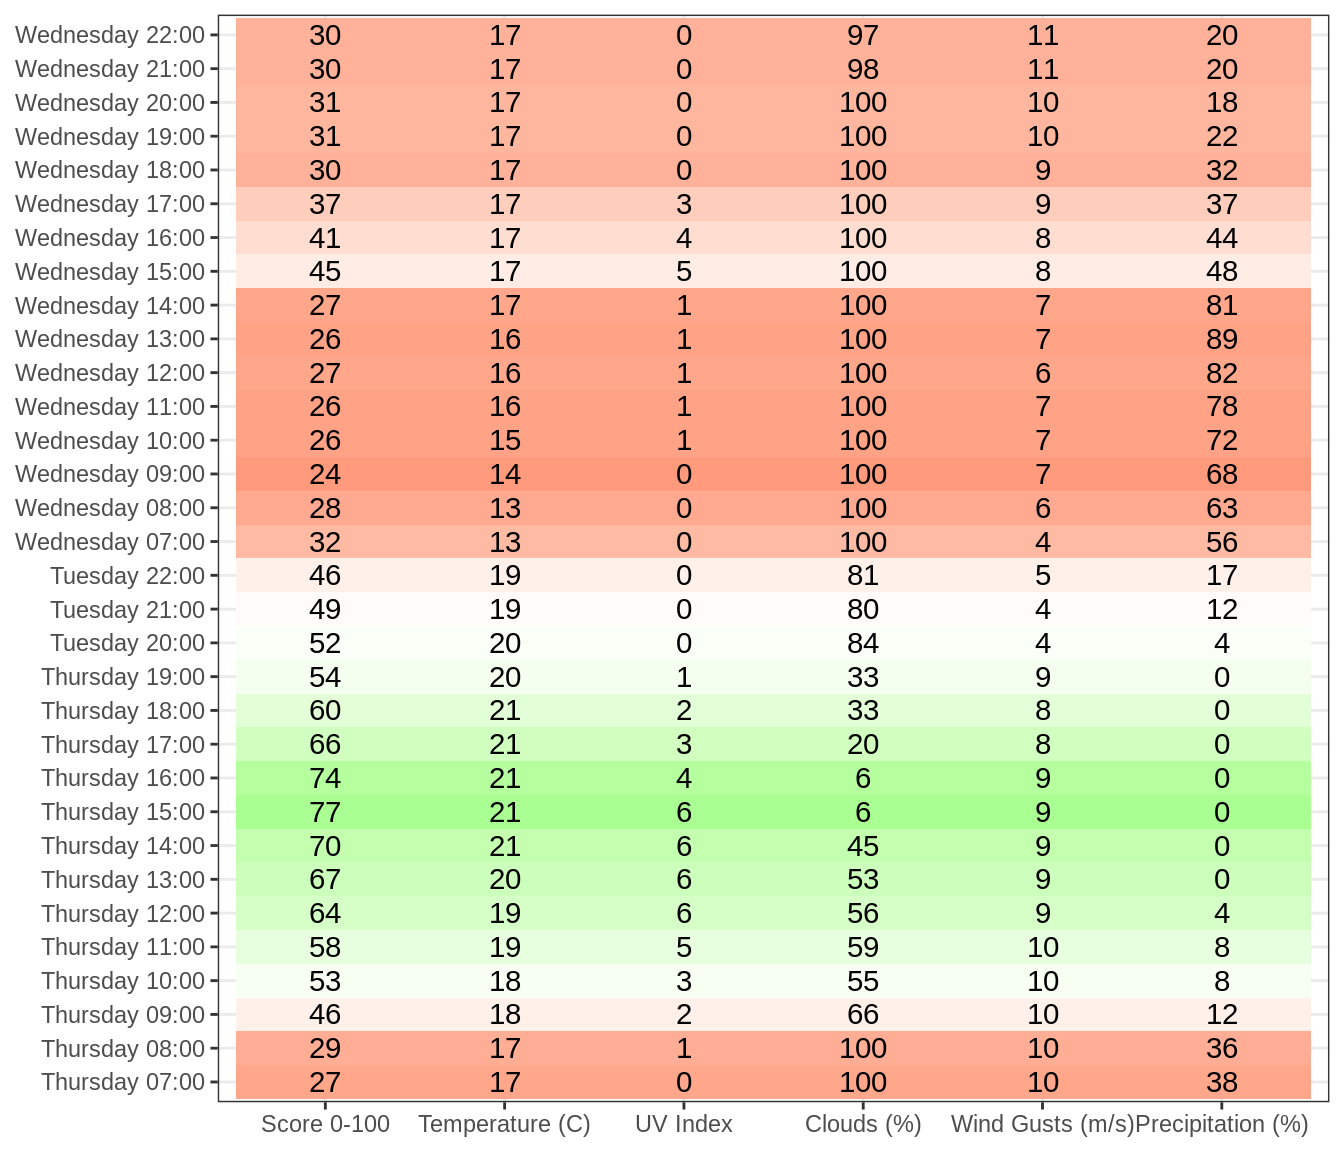 Wednesday 22:00 30 17 0 97 11 20
Wednesday 21:00 30 17 0 98 11 20
Wednesday 20:00 31 17 0 100 10 18
Wednesday 19:00 31 17 0 100 10 22
Wednesday 18:00 30 17 0 100 9 32
Wednesday 17:00 37 17 3 100 9 37
Wednesday 16:00 41 17 4 100 8 44
Wednesday 15:00 45 17 5 100 8 48
Wednesday 14:00 27 17 1 100 7 81
Wednesday 13:00 26 16 1 100 7 89
Wednesday 12:00 27 16 1 100 6 82
Wednesday 11:00 26 16 1 100 7 78
Wednesday 10:00 26 15 1 100 7 72
Wednesday 09:00 24 14 0 100 7 68
Wednesday 08:00 28 13 0 100 6 63
Wednesday 07:00 32 13 0 100 4 56
Tuesday 22:00 46 19 0 81 5 17
Tuesday 21:00 49 19 0 80 4 12
Tuesday 20:00 52 20 0 84 4 4
Thursday 19:00 54 20 1 33 9 0
Thursday 18:00 60 21 2 33 8 0
Thursday 17:00 66 21 3 20 8 0
Thursday 16:00 74 21 4 6 9 0
Thursday 15:00 77 21 6 6 9 0
Thursday 14:00 70 21 6 45 9 0
Thursday 13:00 67 20 6 53 9 0
Thursday 12:00 64 19 6 56 9 4
Thursday 11:00 58 19 5 59 10 8
Thursday 10:00 53 18 3 55 10 8
Thursday 09:00 46 18 2 66 10 12
Thursday 08:00 29 17 1 100 10 36
Thursday 07:00 27 17 0 100 10 38
Score 0-100 Temperature (C) UV Index Clouds (%) Wind Gusts (m/s) Precipitation (%)